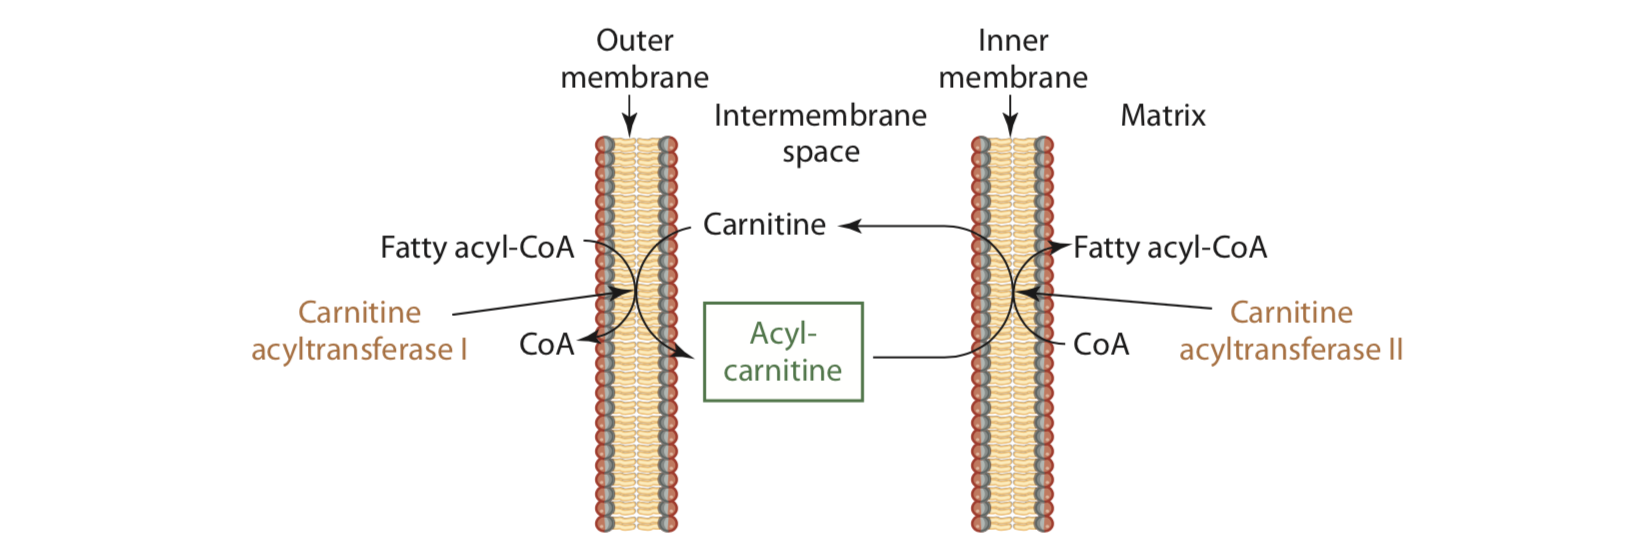 Outer
membrane
Inner
membrane
Intermembrane
space
Matrix
Carnitine
Fatty acyl-CoA
Fatty acyl-CoA
Carnitine
acyltransferase I
CoA
Acyl-
carnitine
CoA
Carnitine
acyltransferase II